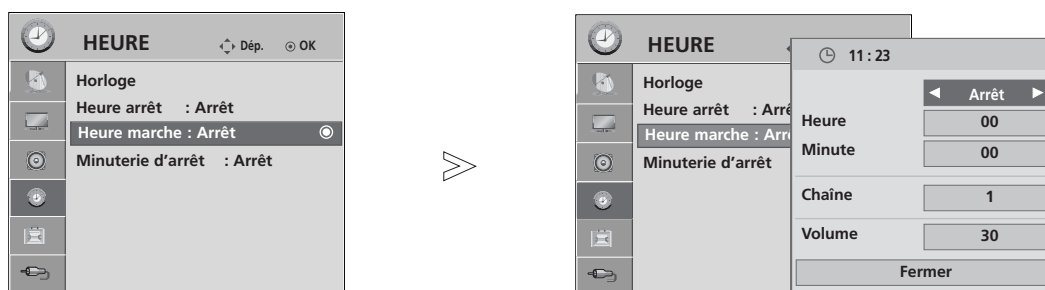 HEURE Dép. OK
Horloge
Heure arrêt : Arrêt
Heure marche : Arrêt
Minuterie d'arrêt : Arrêt
HEURE
Horloge
Heure arrêt : Arrê
Heure marche : Arr
Minuterie d'arrêt
11 : 23
Arrêt
Heure 00
Minute 00
Chaîne 1
Volume 30
Fermer